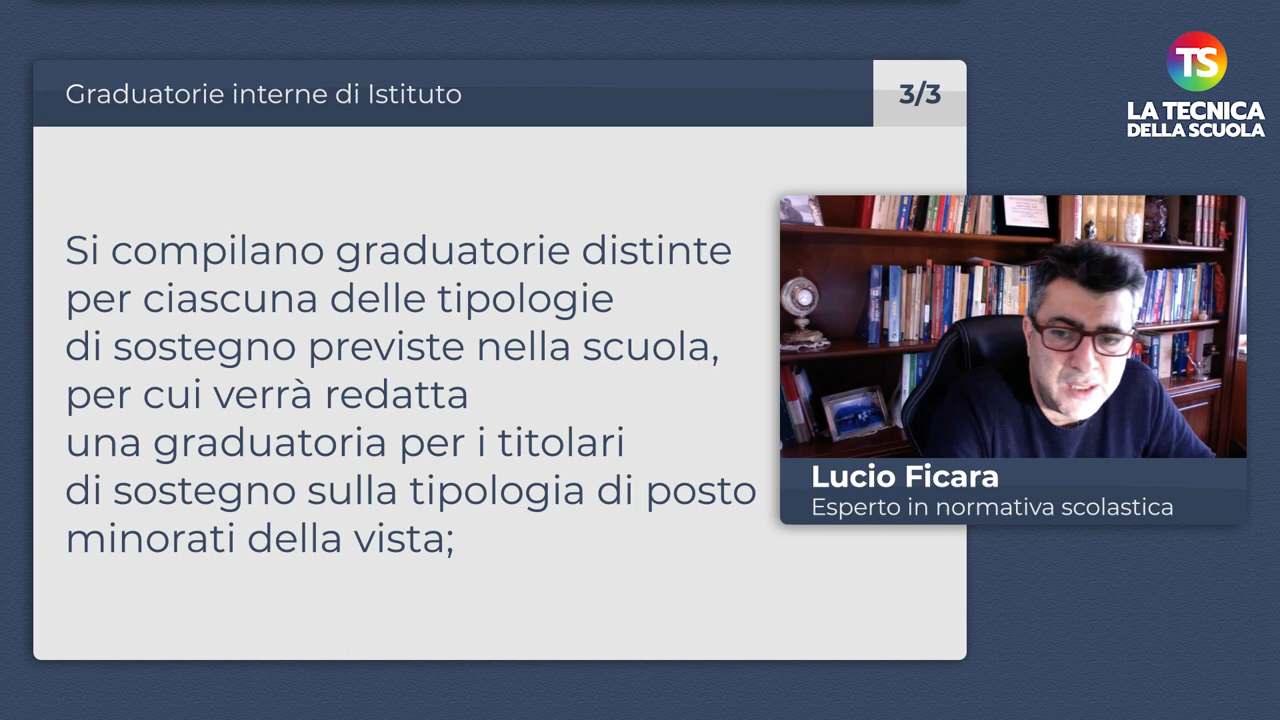 Graduatorie interne di Istituto
3/3
TS
LA TECNICA
DELLA SCUOLA
Si compilano graduatorie distinte
per ciascuna delle tipologie
di sostegno previste nella scuola,
per cui verrà redatta
una graduatoria per i titolari
di sostegno sulla tipologia di posto
minorati della vista;
Lucio Ficara
Esperto in normativa scolastica